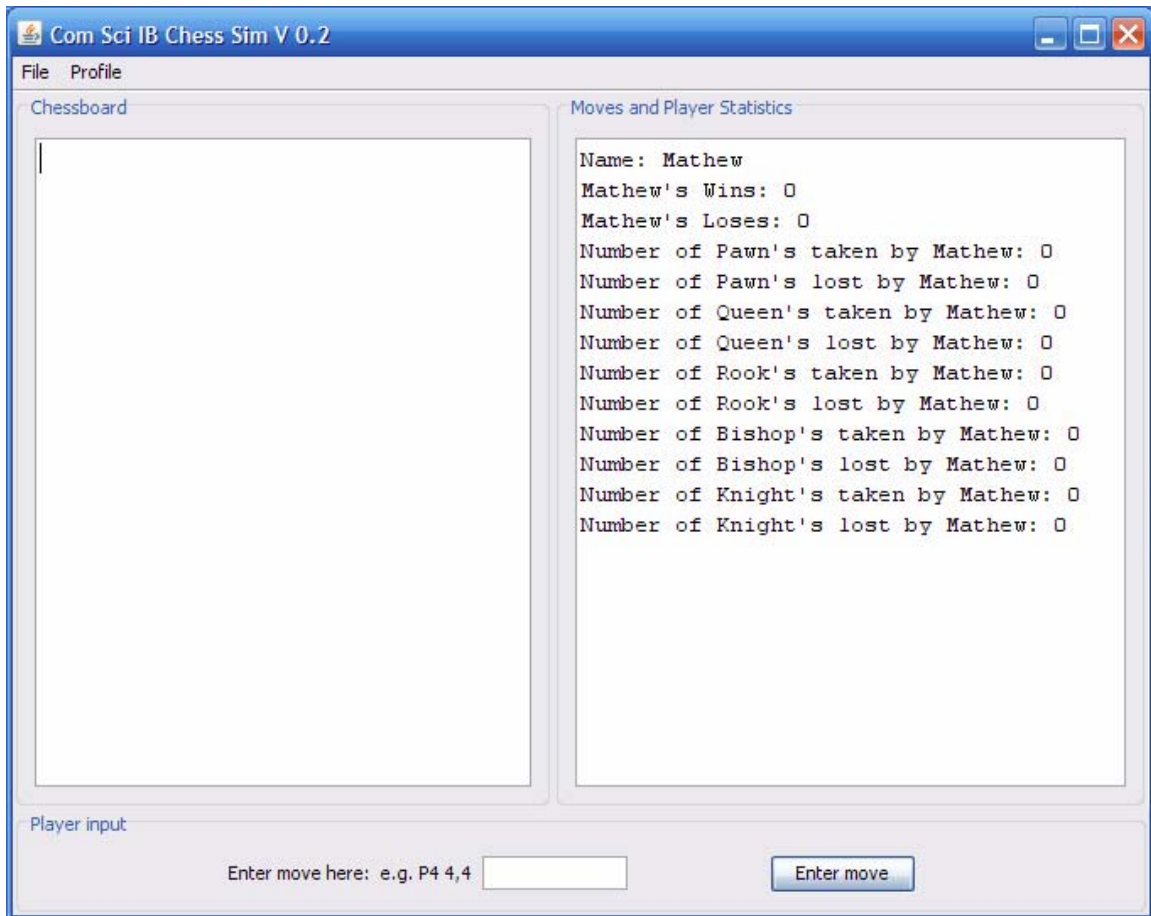 Com Sci IB Chess Sim V 0.2
File Profile
Chessboard
Moves and Player Statistics
Name: Mathew
Mathew's Wins: 0
Mathew's Loses: 0
Number of Pawn's taken by Mathew: 0
Number of Pawn's lost by Mathew: 0
Number of Queen's taken by Mathew: 0
Number of Queen's lost by Mathew: 0
Number of Rook's taken by Mathew: 0
Number of Rook's lost by Mathew: 0
Number of Bishop's taken by Mathew: 0
Number of Bishop's lost by Mathew: 0
Number of Knight's taken by Mathew: 0
Number of Knight's lost by Mathew: 0
Player input
Enter move here: e.g. P4 4,4
Enter move